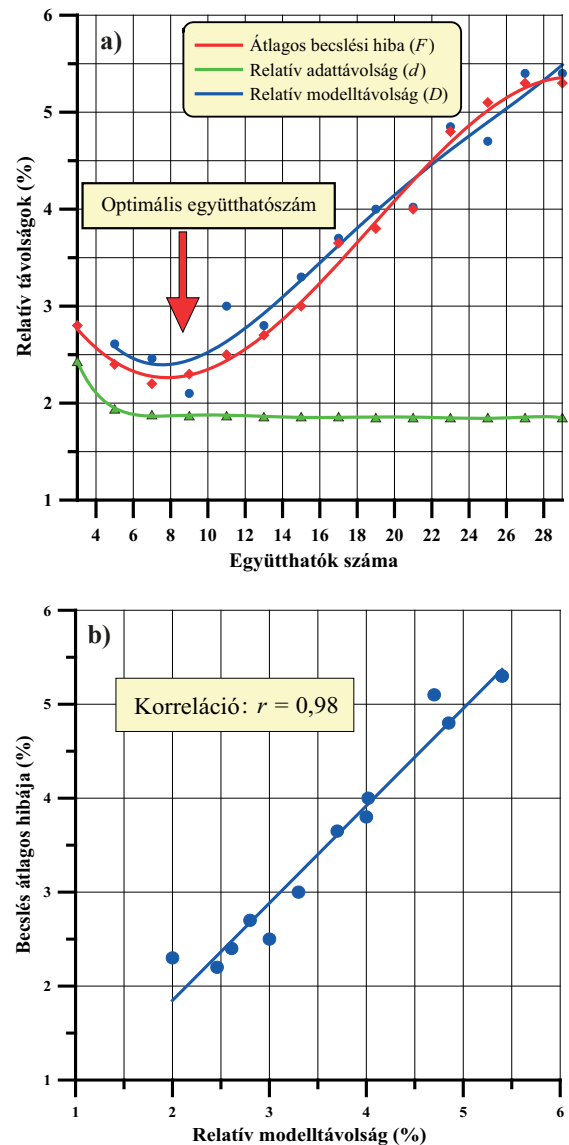 a)
Átlagos becslési hiba (F)
Relatív adattávolság (d)
Relatív modelltávolság (D)
Optimális együtthatószám
Relatív távolságok (%)
6
5
4
3
2
1
4 6 8 10 12 14 16 18 20 22 24 26 28
Együtthatók száma
b)
Korreláció: r = 0,98
Becslés átlagos hibája (%)
6
5
4
3
2
1
1 2 3 4 5 6
Relatív modelltávolság (%)